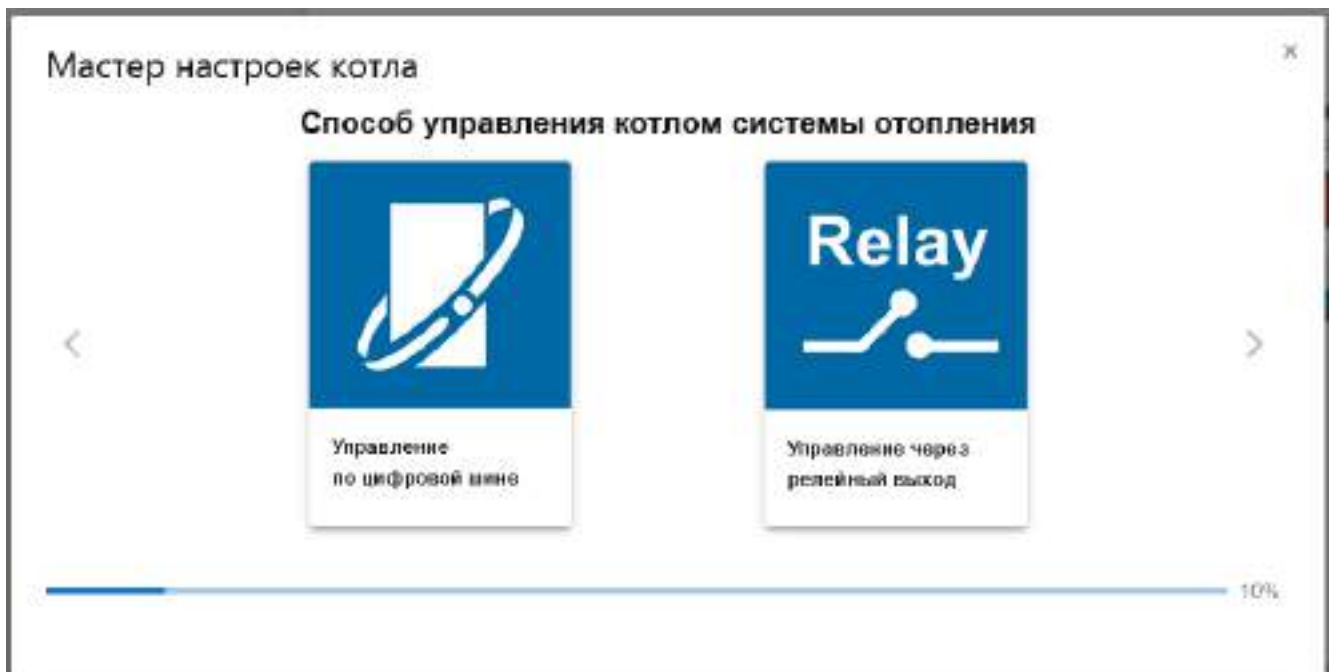 Мастер настроек котла
Способ управления котлом системы отопления
Relay
Управление
по цифровой шине
Управление через
релейный выход
10%